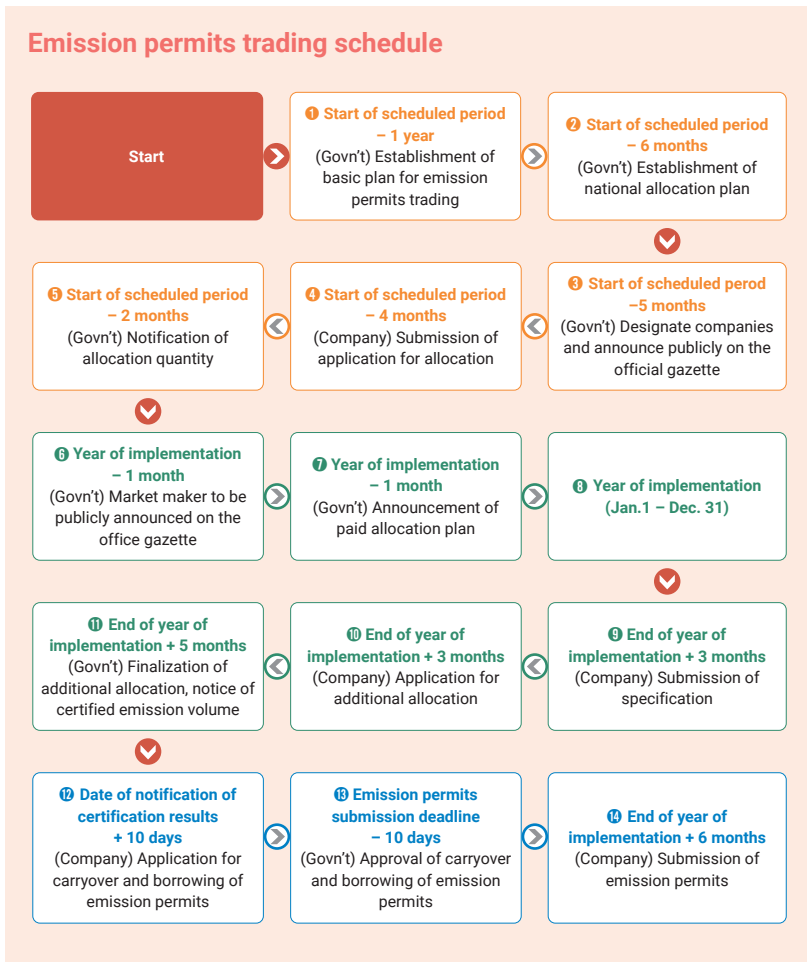 Emission permits trading schedule
Start
❶ Start of scheduled period
– 1 year
(Govn't) Establishment of
basic plan for emission
permits trading
❷ Start of scheduled period
– 6 months
(Govn't) Establishment of
national allocation plan
❸ Start of scheduled perod
–5 months
(Govn't) Designate companies
and announce publicly on the
official gazette
❹ Start of scheduled period
– 4 months
(Company) Submission of
application for allocation
❺ Start of scheduled period
– 2 months
(Govn't) Notification of
allocation quantity
❻ Year of implementation
– 1 month
(Govn't) Market maker to be
publicly announced on the
office gazette
❼ Year of implementation
– 1 month
(Govn't) Announcement of
paid allocation plan
❽ Year of implementation
(Jan.1 – Dec. 31)
❾ End of year of
implementation + 3 months
(Company) Submission of
specification
❿ End of year of
implementation + 3 months
(Company) Application for
additional allocation
⓫ End of year of
implementation + 5 months
(Govn't) Finalization of
additional allocation, notice of
certified emission volume
⓬ Date of notification of
certification results
+ 10 days
(Company) Application for
carryover and borrowing of
emission permits
⓭ Emission permits
submission deadline
– 10 days
(Govn't) Approval of carryover
and borrowing of emission
permits
⓮ End of year of
implementation + 6 months
(Company) Submission of
emission permits